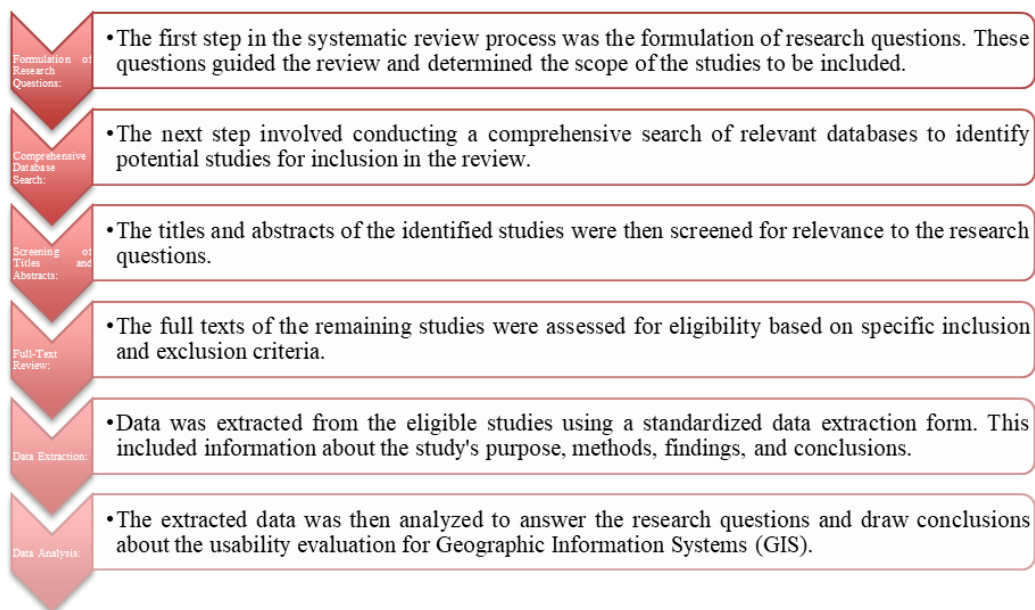 Formulation of
Research
Questions:
•The first step in the systematic review process was the formulation of research questions. These
questions guided the review and determined the scope of the studies to be included.
Comprehensive
Database
Search:
•The next step involved conducting a comprehensive search of relevant databases to identify
potential studies for inclusion in the review.
Screening of
Titles and
Abstracts:
•The titles and abstracts of the identified studies were then screened for relevance to the research
questions.
Full-Text
Review:
•The full texts of the remaining studies were assessed for eligibility based on specific inclusion
and exclusion criteria.
Data Extraction:
•Data was extracted from the eligible studies using a standardized data extraction form. This
included information about the study's purpose, methods, findings, and conclusions.
Data Analysis:
•The extracted data was then analyzed to answer the research questions and draw conclusions
about the usability evaluation for Geographic Information Systems (GIS).